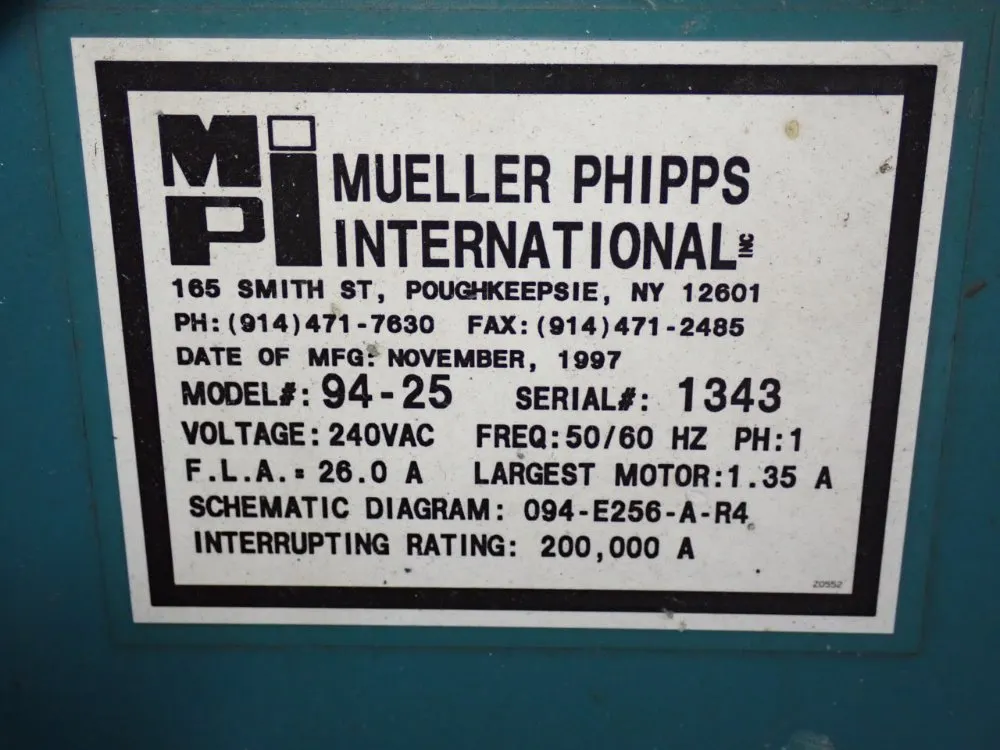 MPi
MUELLER PHIPPS
INTERNATIONAL INC
165 SMITH ST, POUGHKEEPSIE, NY 12601
PH:(914)471-7630 FAX:(914)471-2485
DATE OF MFG: NOVEMBER, 1997
MODEL#: 94-25 SERIAL#: 1343
VOLTAGE: 240VAC FREQ:50/60 HZ PH:1
F.L.A.= 26.0 A LARGEST MOTOR:1.35 A
SCHEMATIC DIAGRAM: 094-E256-A-R4
INTERRUPTING RATING: 200,000 A
20552